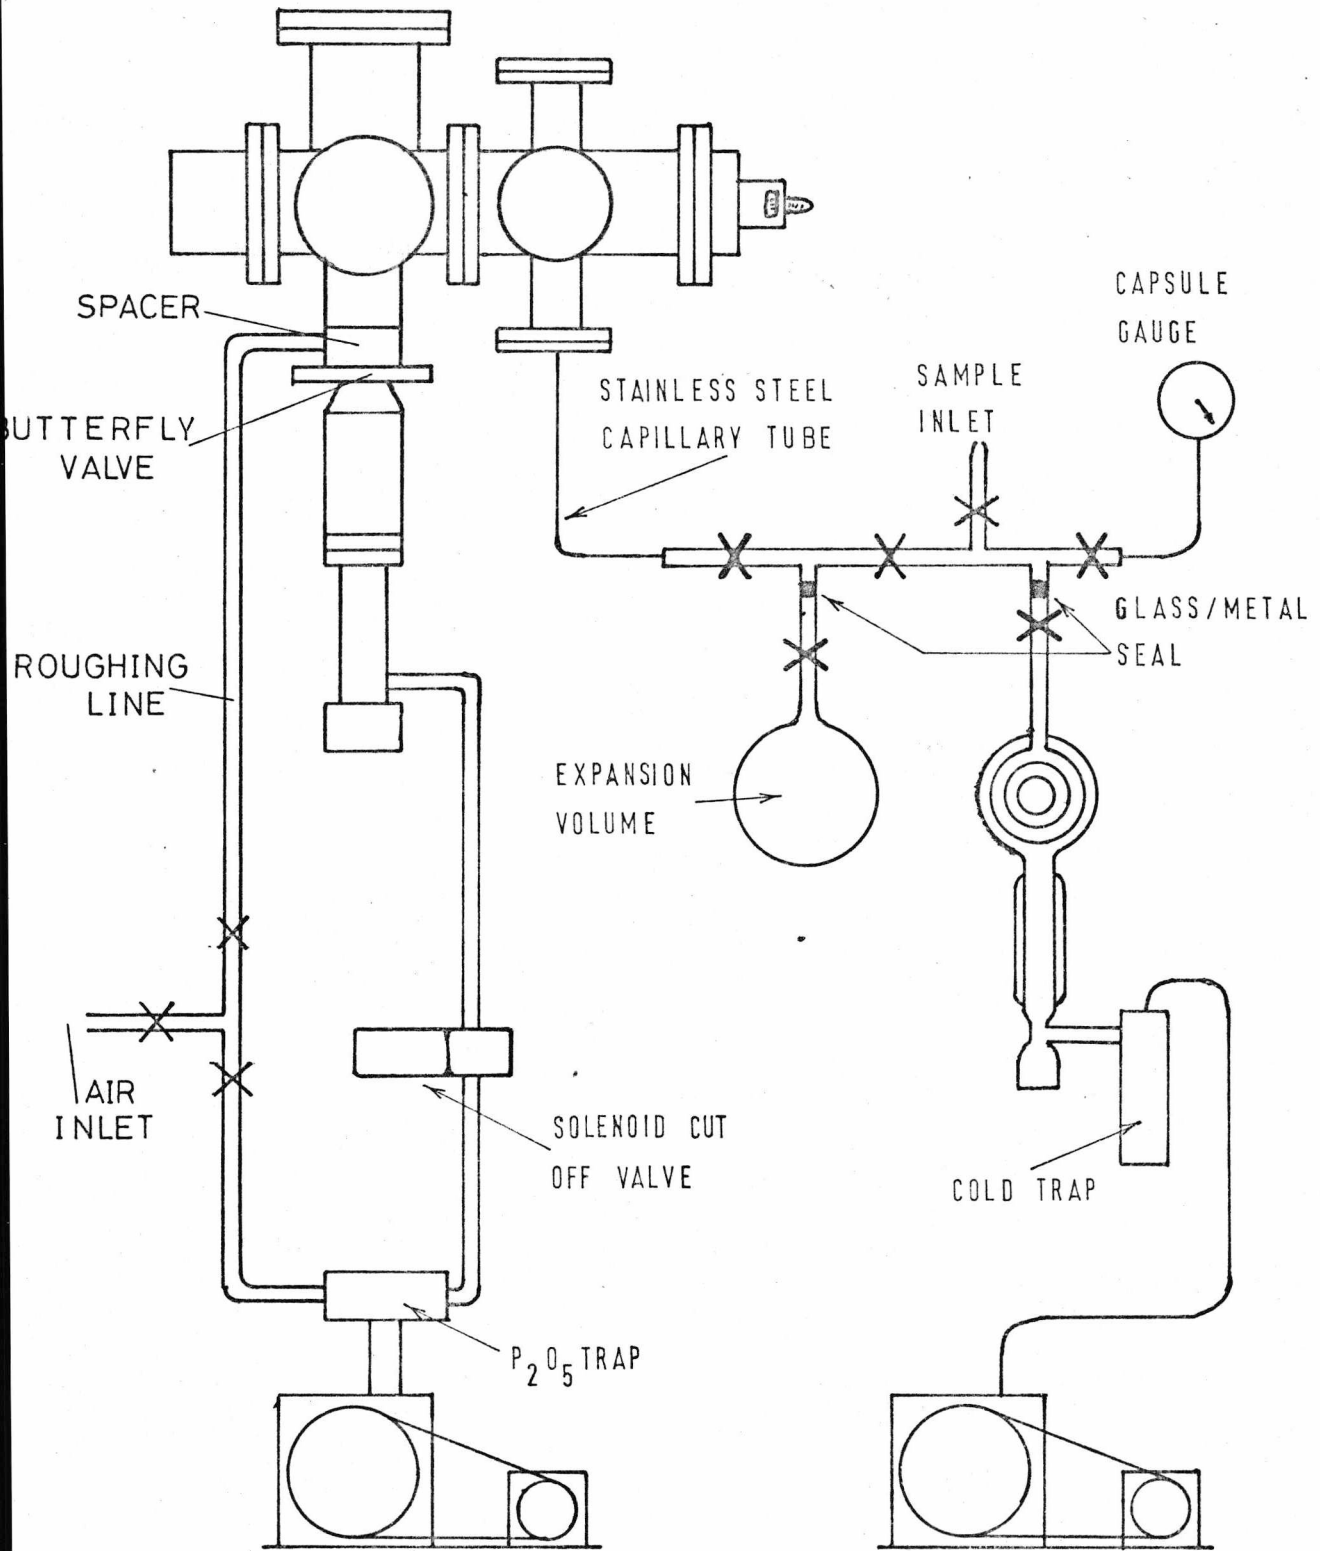 SPACER
BUTTERFLY
VALVE
ROUGHING
LINE
AIR
INLET
STAINLESS STEEL
CAPILLARY TUBE
SAMPLE
INLET
CAPSULE
GAUGE
GLASS/METAL
SEAL
EXPANSION
VOLUME
SOLENOID CUT
OFF VALVE
COLD TRAP
P₂O₅ TRAP